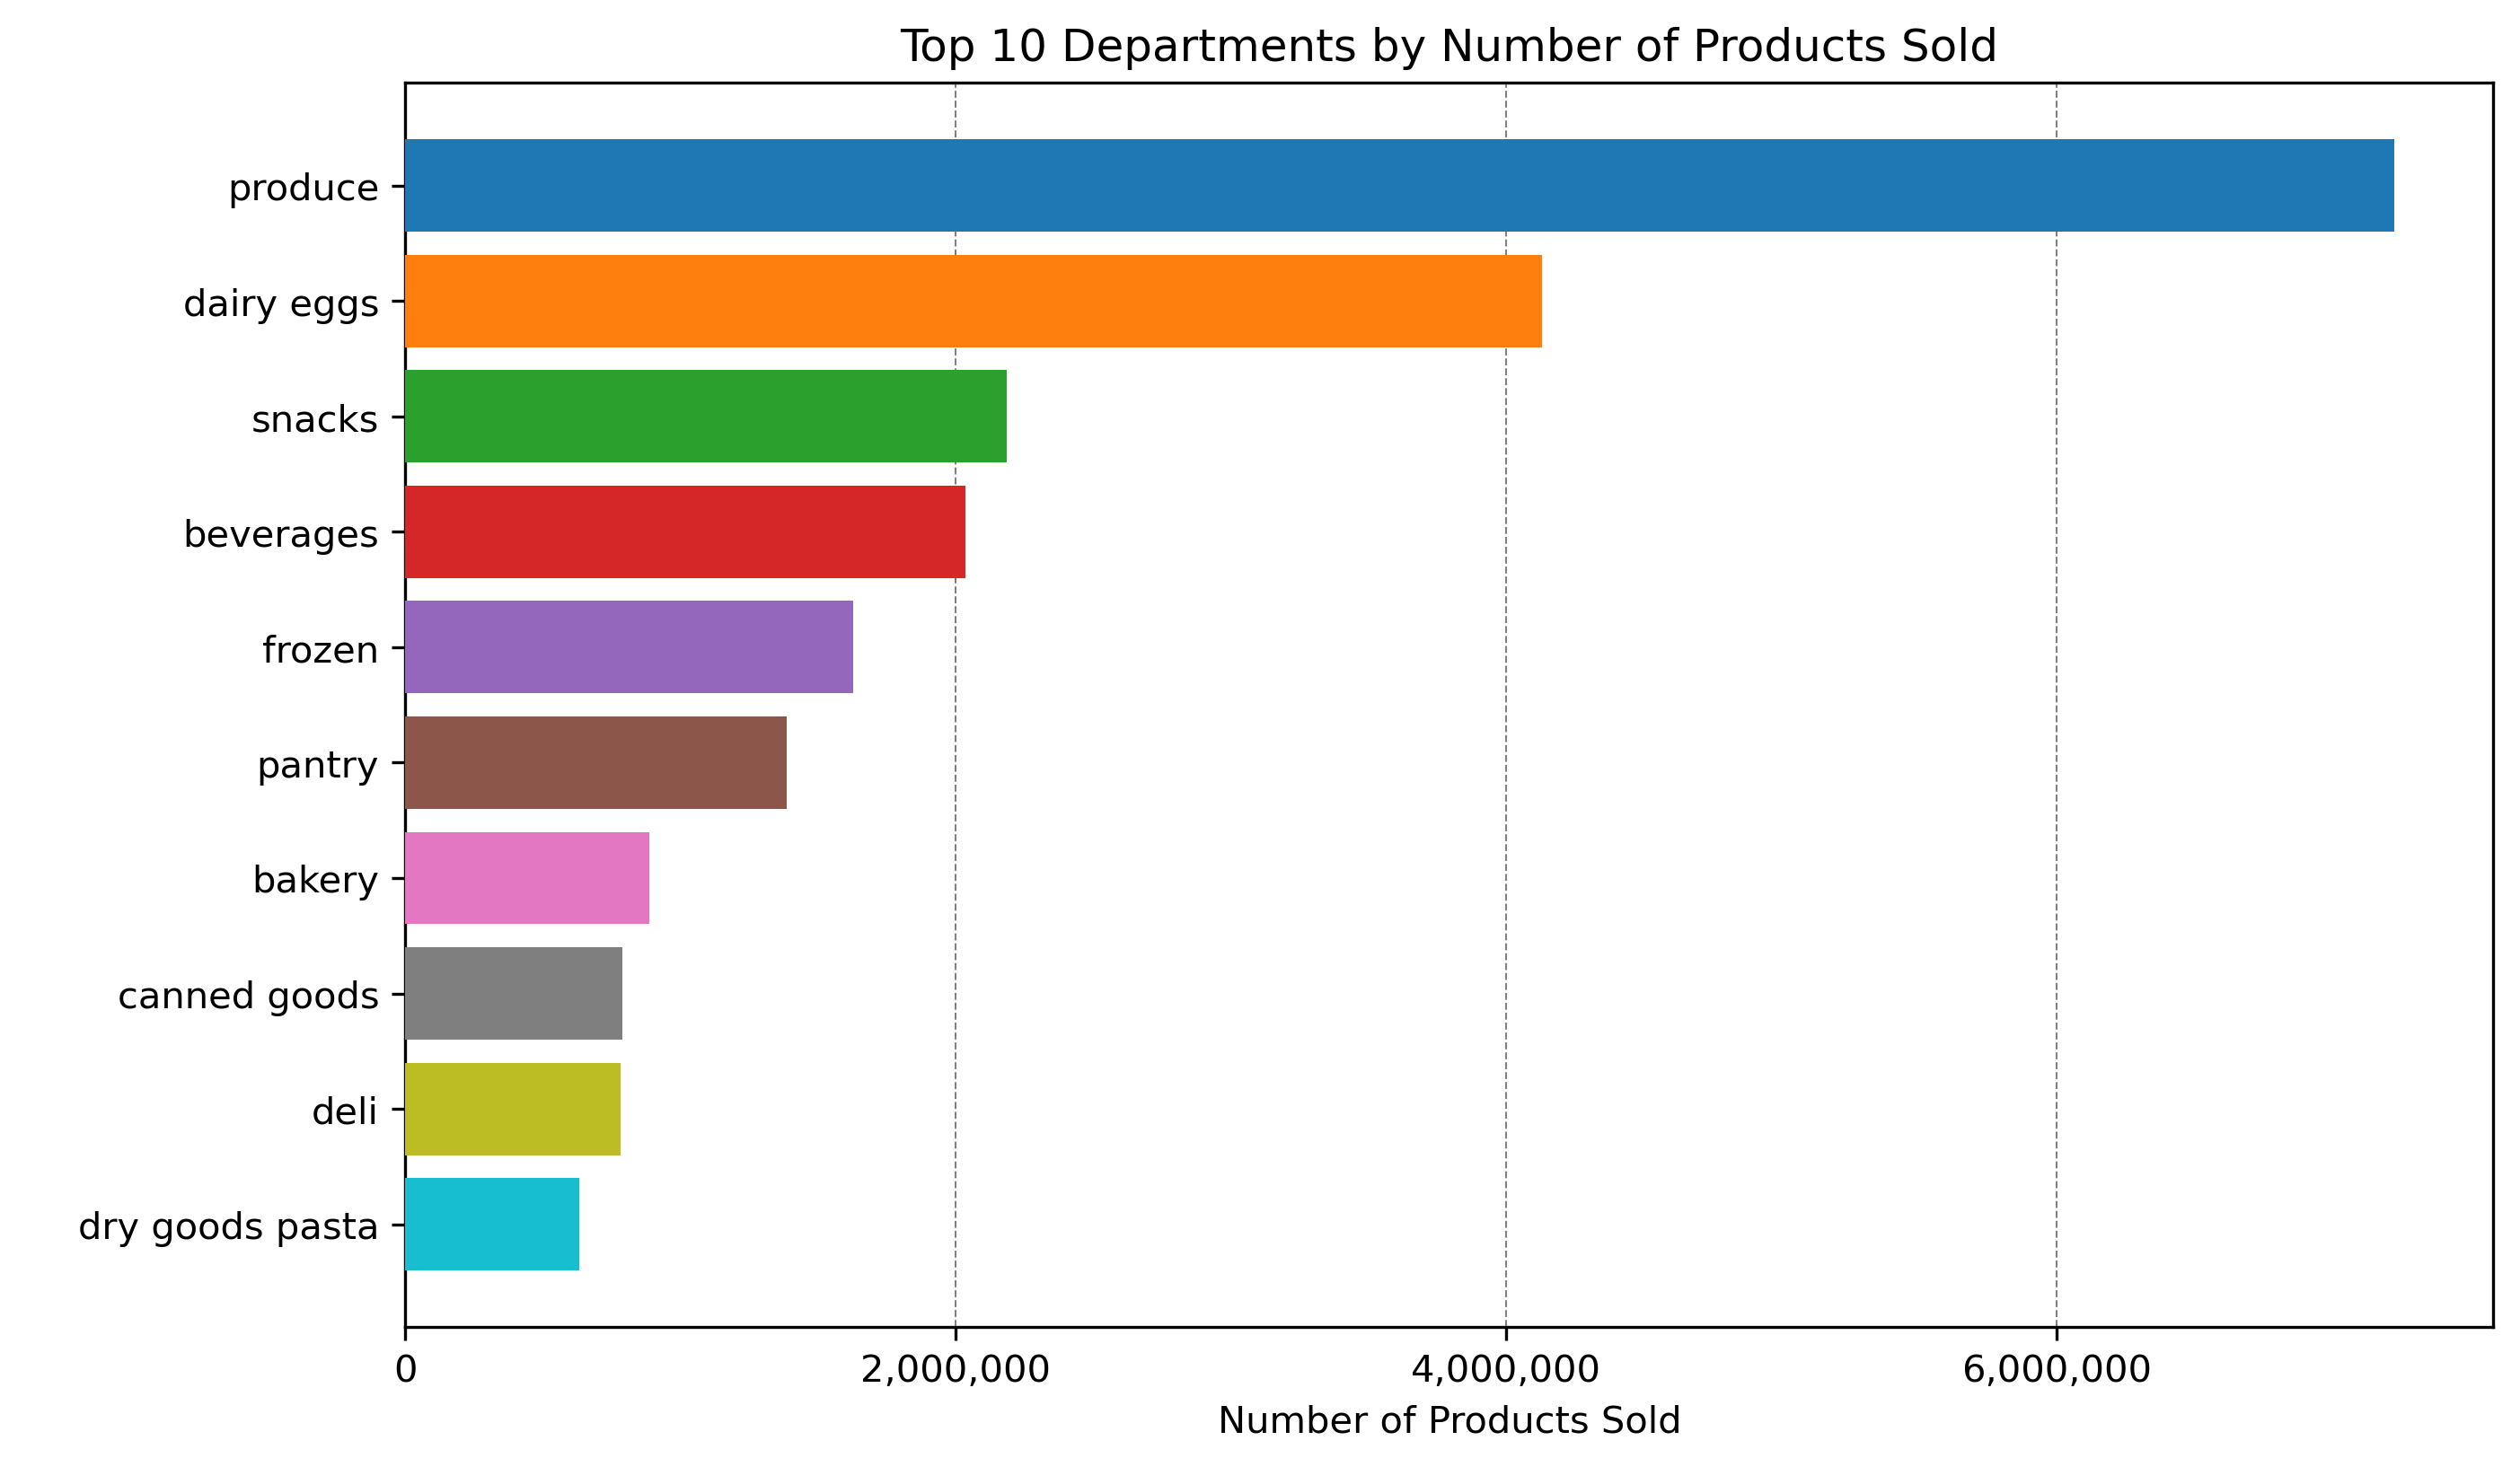 Top 10 Departments by Number of Products Sold
produce
dairy eggs
snacks
beverages
frozen
pantry
bakery
canned goods
deli
dry goods pasta
0
2,000,000
4,000,000
6,000,000
Number of Products Sold